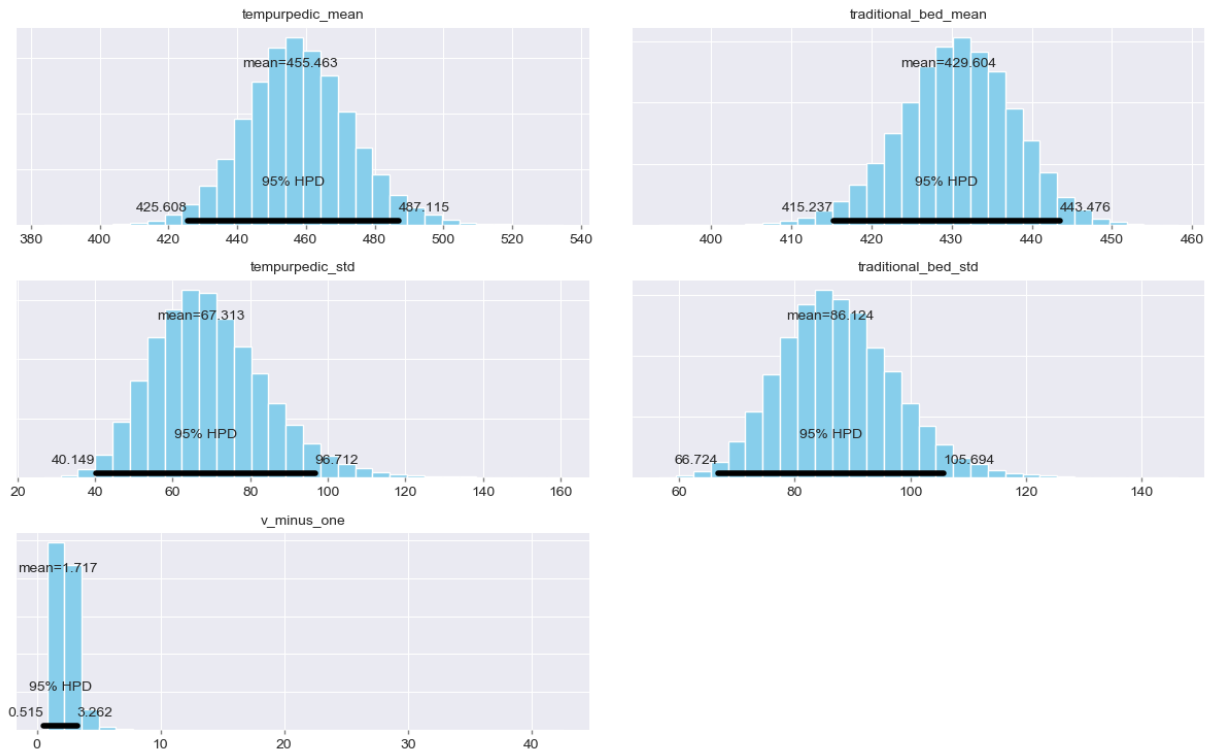 tempurpedic_mean
mean=455.463
95% HPD
425.608 487.115
380 400 420 440 460 480 500 520 540
traditional_bed_mean
mean=429.604
95% HPD
415.237 443.476
400 410 420 430 440 450 460
tempurpedic_std
mean=67.313
95% HPD
40.149 96.712
20 40 60 80 100 120 140 160
traditional_bed_std
mean=86.124
95% HPD
66.724 105.694
60 80 100 120 140
v_minus_one
mean=1.717
95% HPD
0.515 3.262
0 10 20 30 40